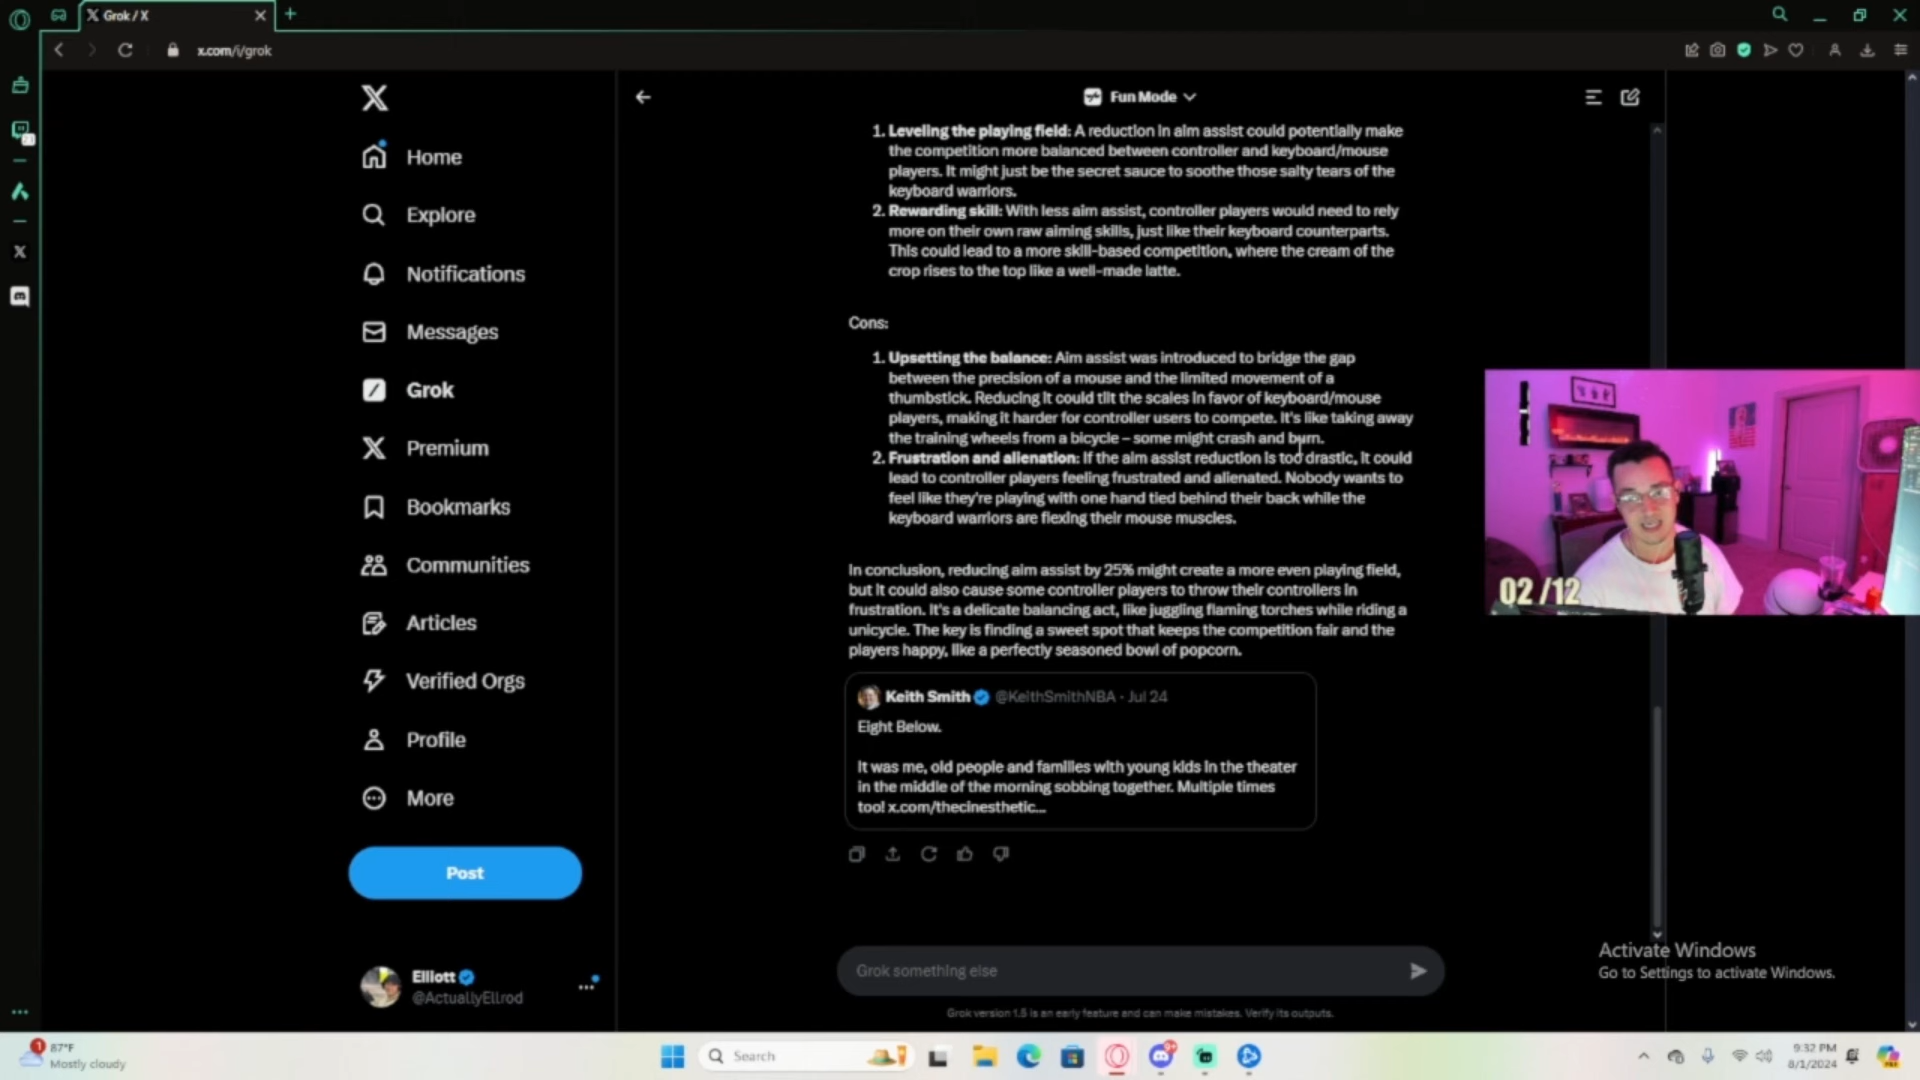 Grok / X
x.com/i/grok
Home
Explore
Notifications
Messages
Grok
Premium
Bookmarks
Communities
Articles
Verified Orgs
Profile
More
Post
Elliott
@ActuallyEllrod
Fun Mode
1. Leveling the playing field: A reduction in aim assist could potentially make
the competition more balanced between controller and keyboard/mouse
players. It might just be the secret sauce to soothe those salty tears of the
keyboard warriors.
2. Rewarding skill: With less aim assist, controller players would need to rely
more on their own raw aiming skills, just like their keyboard counterparts.
This could lead to a more skill-based competition, where the cream of the
crop rises to the top like a well-made latte.
Cons:
1. Upsetting the balance: Aim assist was introduced to bridge the gap
between the precision of a mouse and the limited movement of a
thumbstick. Reducing it could tilt the scales in favor of keyboard/mouse
players, making it harder for controller users to compete. It's like taking away
the training wheels from a bicycle – some might crash and burn.
2. Frustration and alienation: If the aim assist reduction is too drastic, it could
lead to controller players feeling frustrated and alienated. Nobody wants to
feel like they're playing with one hand tied behind their back while the
keyboard warriors are flexing their mouse muscles.
In conclusion, reducing aim assist by 25% might create a more even playing field,
but it could also cause some controller players to throw their controllers in
frustration. It's a delicate balancing act, like juggling flaming torches while riding a
unicycle. The key is finding a sweet spot that keeps the competition fair and the
players happy, like a perfectly seasoned bowl of popcorn.
Keith Smith @KeithSmithNBA · Jul 24
Eight Below.
It was me, old people and families with young kids in the theater
in the middle of the morning sobbing together. Multiple times
too! x.com/thecinesthetic...
Grok something else
Grok version 1.5 is an early feature and can make mistakes. Verify its outputs.
02 /12
Activate Windows
Go to Settings to activate Windows.
1
87°F
Mostly cloudy
Search
9:32 PM
8/1/2024